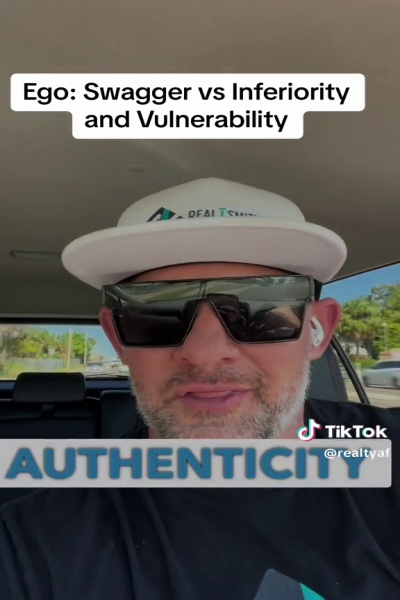 Ego: Swagger vs Inferiority
and Vulnerability
AUTHENTICITY
TikTok
@realtyaf